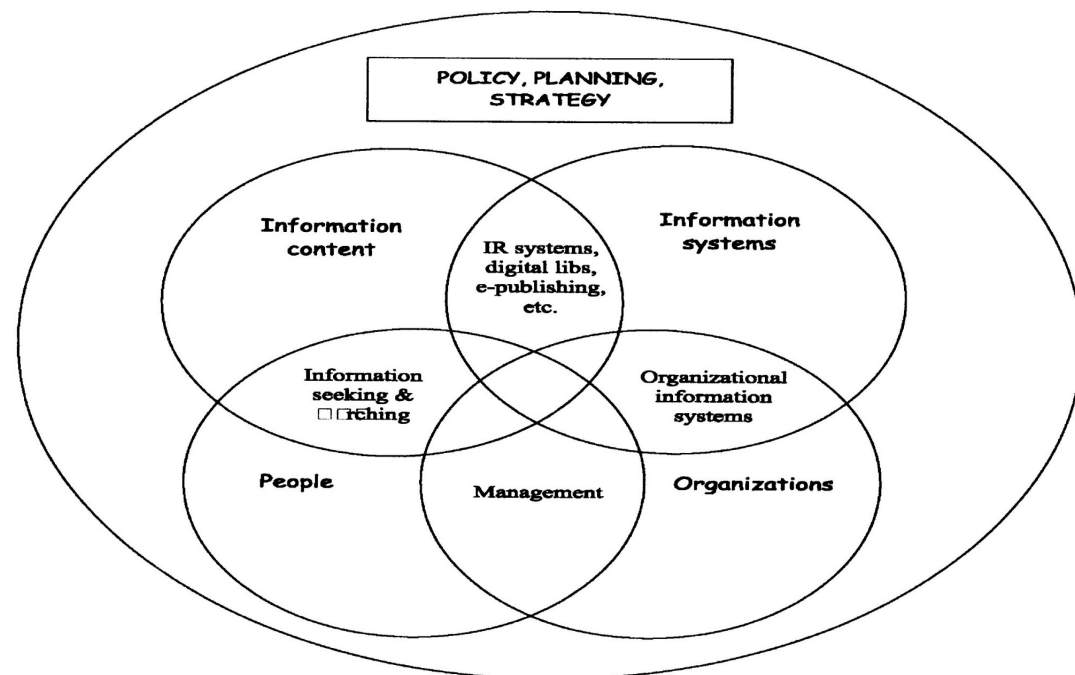 POLICY, PLANNING,
STRATEGY
Information
content
Information
systems
IR systems,
digital libs,
e-publishing,
etc.
Information
seeking &
Organizational
information
systems
People
Management
Organizations